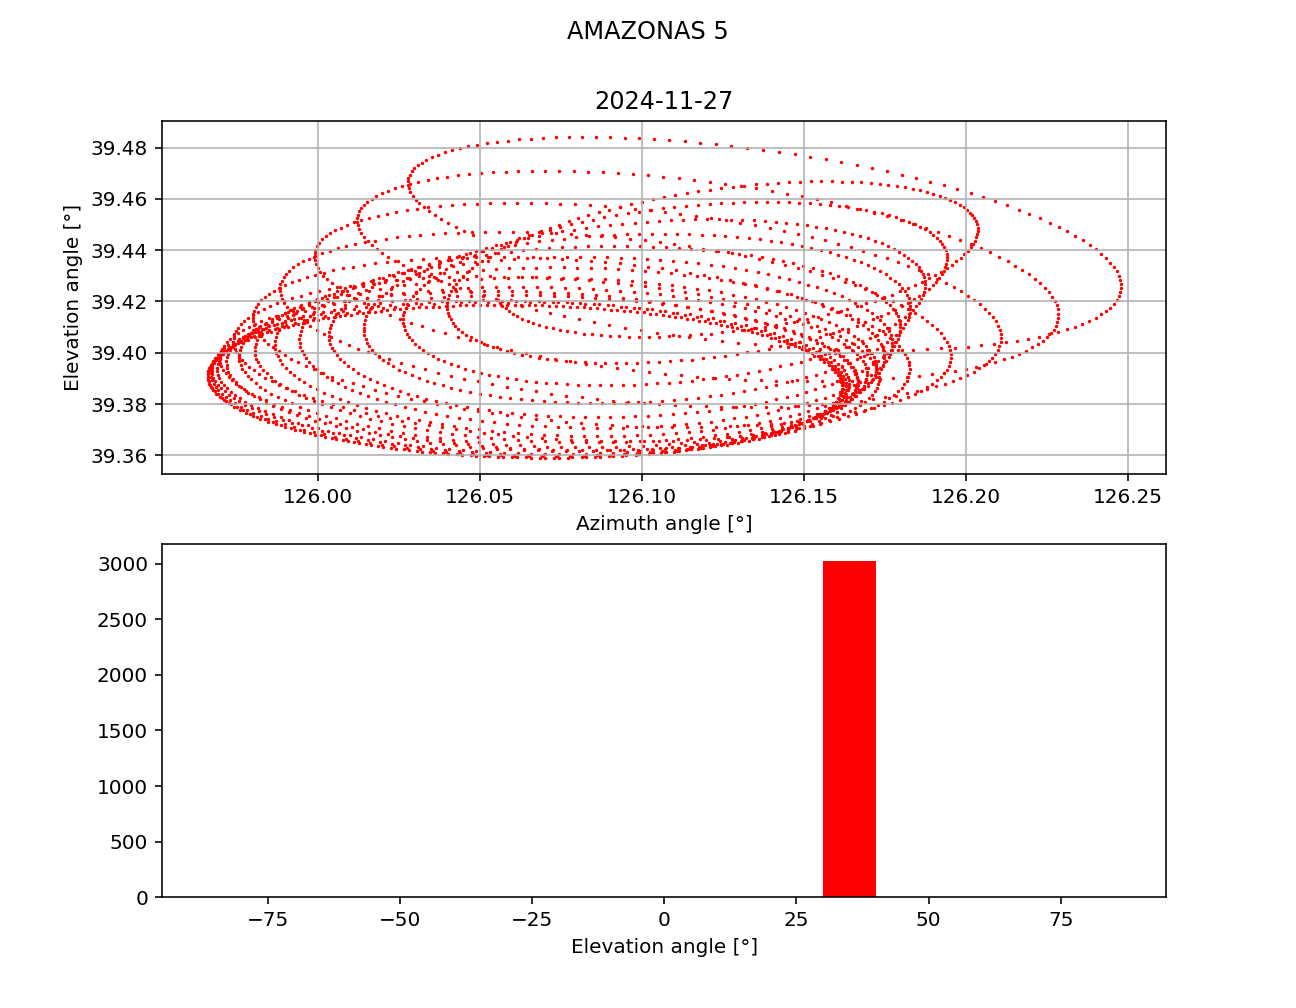 AMAZONAS 5
2024-11-27
39.48
39.46
39.44
39.42
39.40
39.38
39.36
Elevation angle [°]
126.00 126.05 126.10 126.15 126.20 126.25
Azimuth angle [°]
3000
2500
2000
1500
1000
500
0
−75 −50 −25 0 25 50 75
Elevation angle [°]